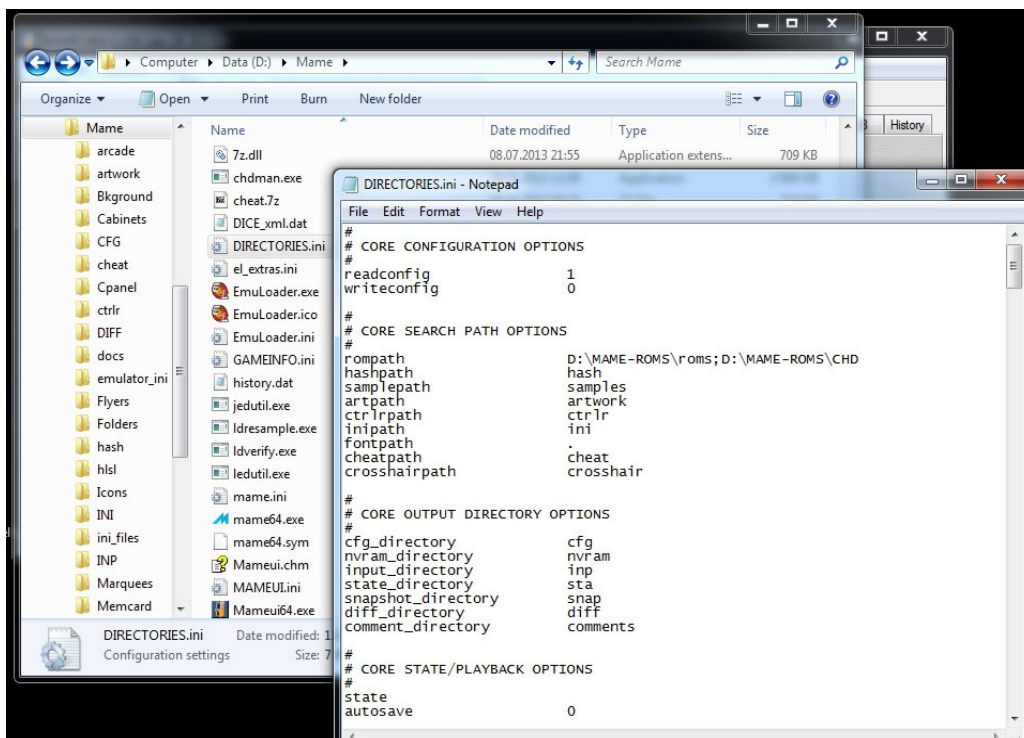 Computer ▸ Data (D:) ▸ Mame ▸
Search Mame
Organize Open Print Burn New folder
History
Name Date modified Type Size
Mame
arcade
artwork
Bkground
Cabinets
CFG
cheat
Cpanel
ctrlr
DIFF
docs
emulator_ini
Flyers
Folders
hash
hlsl
Icons
INI
ini_files
INP
Marquees
Memcard
7z.dll 08.07.2013 21:55 Application extens... 709 KB
chdman.exe
cheat.7z
DICE_xml.dat
DIRECTORIES.ini
el_extras.ini
EmuLoader.exe
EmuLoader.ico
EmuLoader.ini
GAMEINFO.ini
history.dat
jedutil.exe
ldresample.exe
ldverify.exe
ledutil.exe
mame.ini
mame64.exe
mame64.sym
Mameui.chm
MAMEUI.ini
Mameui64.exe
DIRECTORIES.ini Date modified: 1
Configuration settings Size: 7
DIRECTORIES.ini - Notepad
File Edit Format View Help
#
# CORE CONFIGURATION OPTIONS
#
readconfig 1
writeconfig 0
#
# CORE SEARCH PATH OPTIONS
#
rompath D:\MAME-ROMS\roms;D:\MAME-ROMS\CHD
hashpath hash
samplepath samples
artpath artwork
ctrlrpath ctrlr
inipath ini
fontpath .
cheatpath cheat
crosshairpath crosshair
#
# CORE OUTPUT DIRECTORY OPTIONS
#
cfg_directory cfg
nvram_directory nvram
input_directory inp
state_directory sta
snapshot_directory snap
diff_directory diff
comment_directory comments
#
# CORE STATE/PLAYBACK OPTIONS
#
state
autosave 0